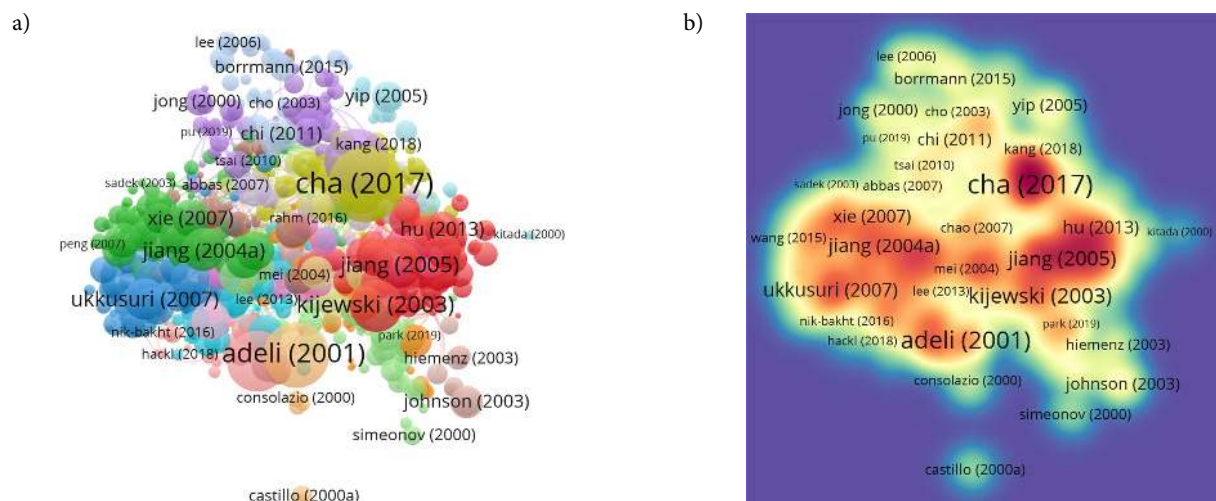 a)
lee (2006)
borrmann (2015)
jong (2000)
cho (2003)
yip (2005)
pu (2019)
chi (2011)
kang (2018)
tsai (2010)
cha (2017)
sadek (2003)
abbas (2007)
xie (2007)
rahm (2016)
hu (2013)
kitada (2000)
peng (2007)
jiang (2004a)
jiang (2005)
mei (2004)
ukkusuri (2007)
lee (2013)
kijewski (2003)
nik-bakht (2016)
park (2019)
hackl (2018)
adeli (2001)
hiemenz (2003)
consolazio (2000)
johnson (2003)
simeonov (2000)
castillo (2000a)
b)
lee (2006)
borrmann (2015)
jong (2000)
cho (2003)
yip (2005)
pu (2019)
chi (2011)
kang (2018)
tsai (2010)
cha (2017)
sadek (2003)
abbas (2007)
xie (2007)
chao (2007)
hu (2013)
kitada (2000)
wang (2015)
jiang (2004a)
jiang (2005)
mei (2004)
ukkusuri (2007)
lee (2013)
kijewski (2003)
nik-bakht (2016)
park (2019)
hackl (2018)
adeli (2001)
hiemenz (2003)
consolazio (2000)
johnson (2003)
simeonov (2000)
castillo (2000a)